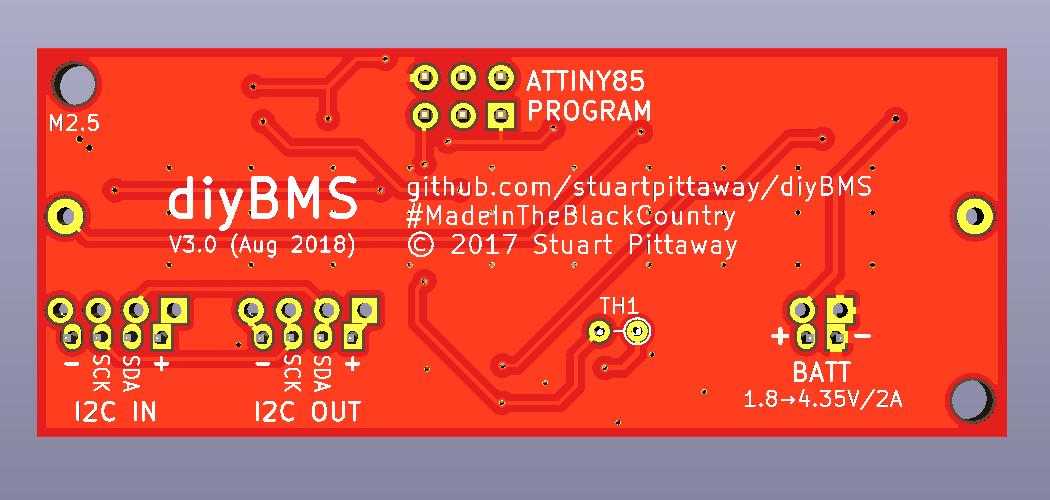 ATTINY85
PROGRAM
M2.5
diyBMS
V3.0 (Aug 2018)
github.com/stuartpittaway/diyBMS
#MadeInTheBlackCountry
© 2017 Stuart Pittaway
TH1
- SCK SDA +
I2C IN
- SCK SDA +
I2C OUT
+ -
BATT
1.8→4.35V/2A